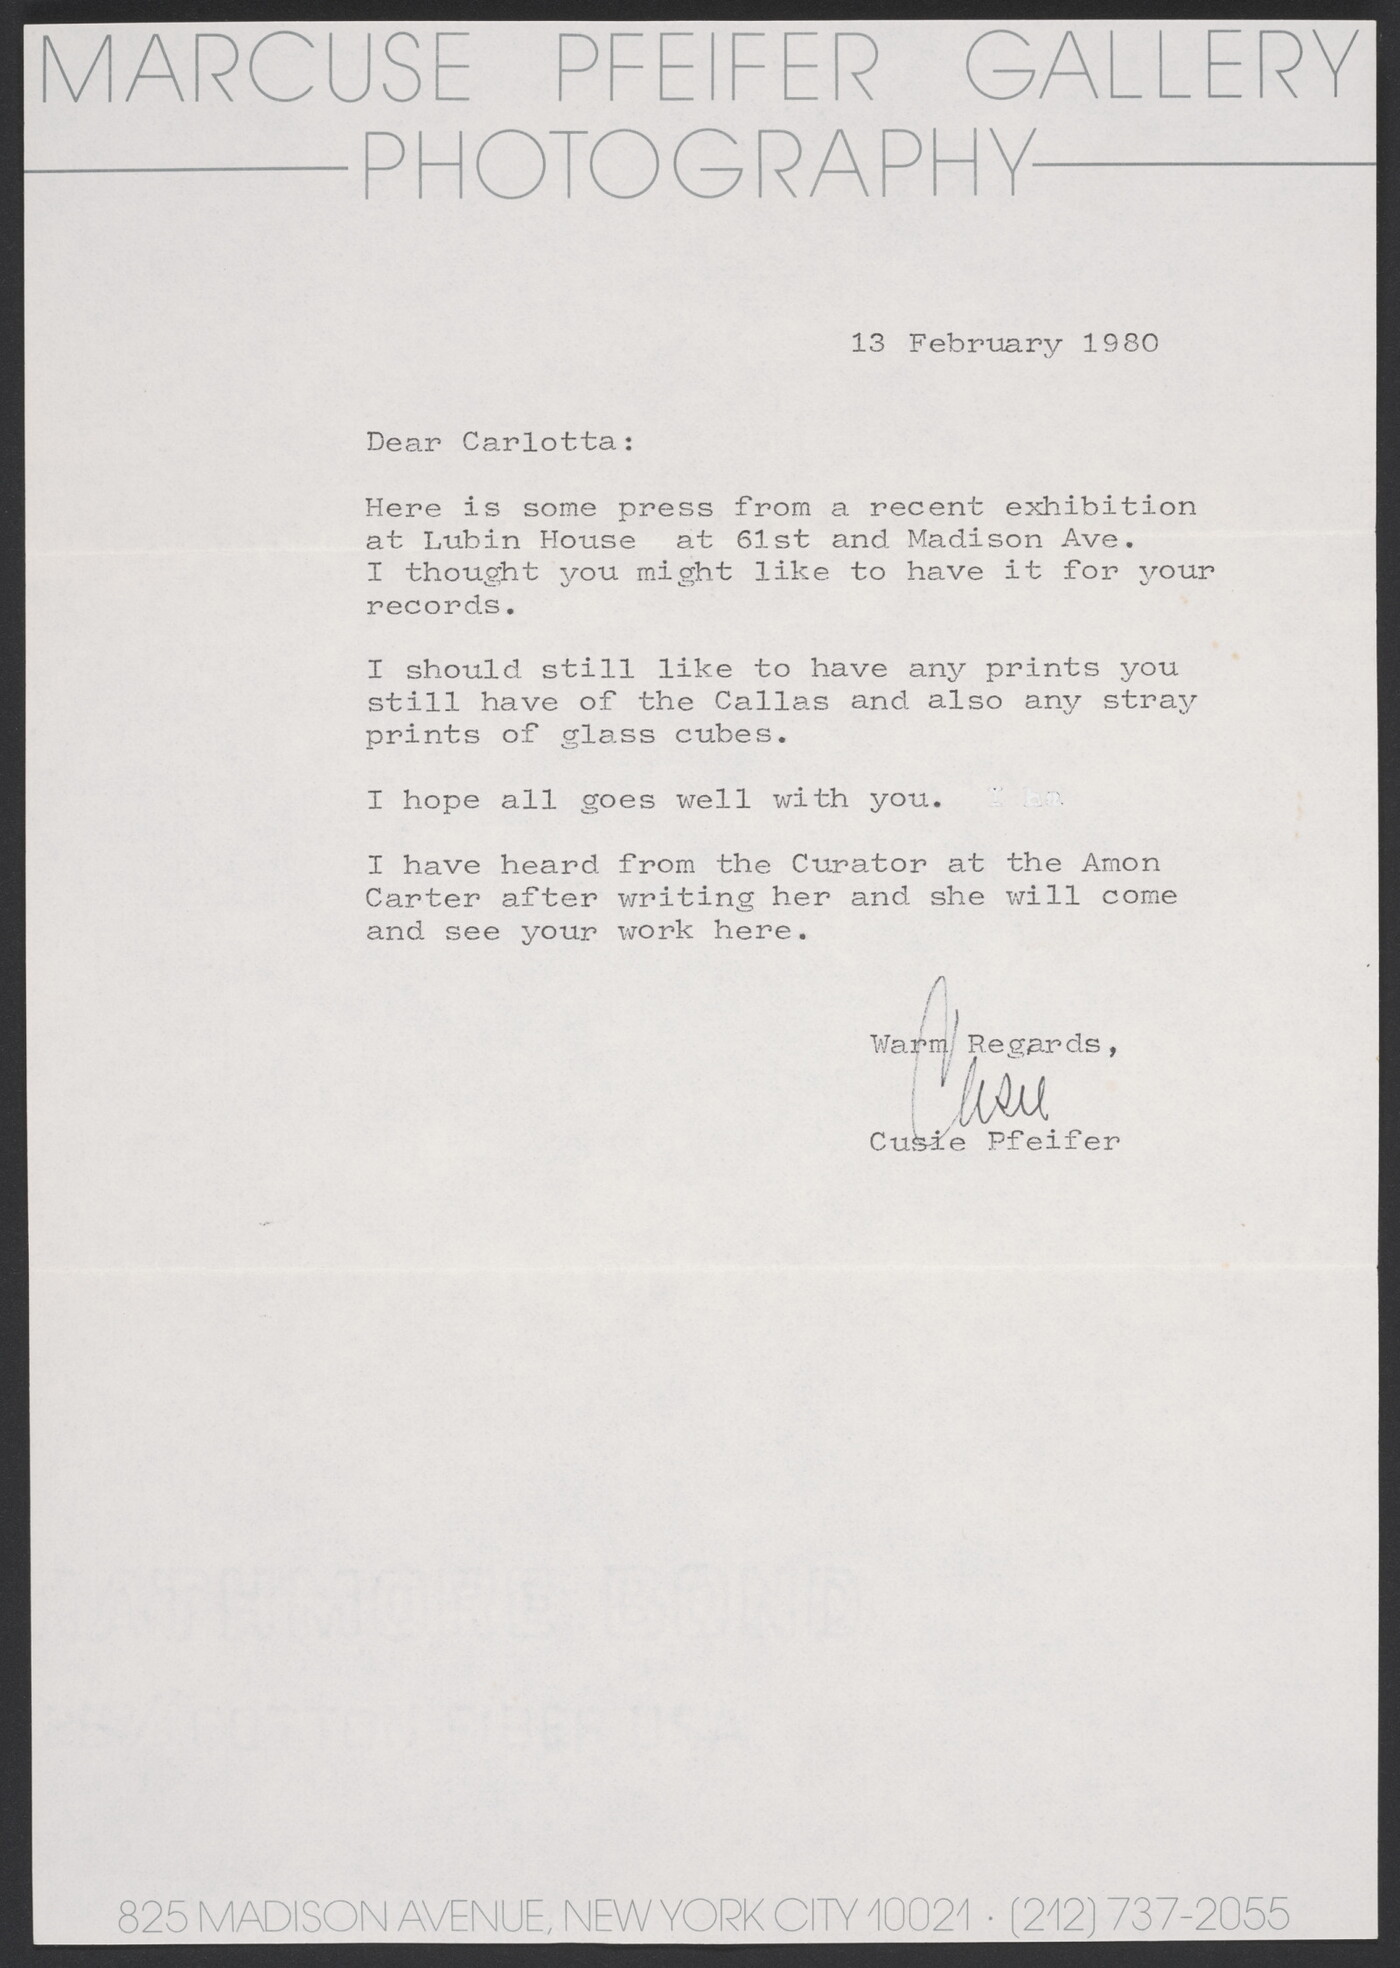 MARCUSE PFEIFER GALLERY
PHOTOGRAPHY
13 February 1980
Dear Carlotta:
Here is some press from a recent exhibition
at Lubin House at 61st and Madison Ave.
I thought you might like to have it for your
records.
I should still like to have any prints you
still have of the Callas and also any stray
prints of glass cubes.
I hope all goes well with you.
I have heard from the Curator at the Amon
Carter after writing her and she will come
and see your work here.
Warm Regards,
Cusie
Cusie Pfeifer
825 MADISON AVENUE, NEW YORK CITY 10021 · (212) 737-2055